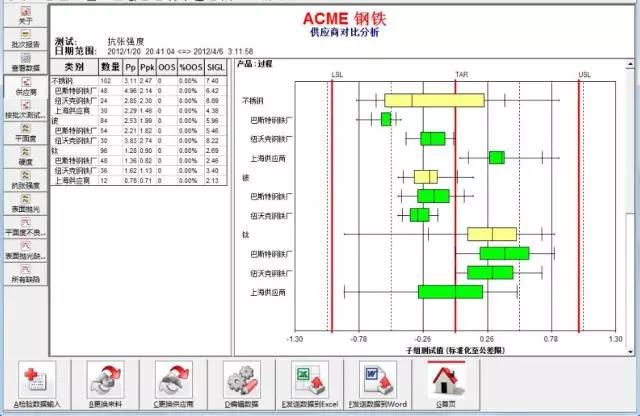 ACME 钢铁
供应商对比分析
测试: 抗张强度
日期范围: 2012/1/20 20:41:04 <=> 2012/4/6 3:11:58
关于
批次报告
查看数据
供应商
按批次测试...
平面度
硬度
抗张强度
表面抛光
平面度不良...
表面抛光缺...
所有缺陷
类别 数量 Pp Ppk OOS %OOS SIGL
不锈钢 102 3.11 2.47 0 0.00% 7.40
巴斯特钢铁厂 48 4.96 2.14 0 0.00% 6.42
纽沃克钢铁厂 24 2.85 2.30 0 0.00% 6.89
上海供应商 30 2.29 1.46 0 0.00% 4.38
铍 84 2.53 1.99 0 0.00% 5.96
巴斯特钢铁厂 54 2.21 1.82 0 0.00% 5.46
纽沃克钢铁厂 30 3.83 2.74 0 0.00% 8.22
钛 96 1.28 0.90 0 0.00% 2.69
巴斯特钢铁厂 48 1.36 0.82 0 0.00% 2.46
纽沃克钢铁厂 36 1.62 1.13 0 0.00% 3.40
上海供应商 12 0.78 0.71 0 0.00% 2.13
产品:过程
LSL TAR USL
不锈钢
巴斯特钢铁厂
纽沃克钢铁厂
上海供应商
铍
巴斯特钢铁厂
纽沃克钢铁厂
钛
巴斯特钢铁厂
纽沃克钢铁厂
上海供应商
-1.30 -0.78 -0.26 0.26 0.78 1.30
子组测试值 (标准化至公差限)
A检验数据输入
B更换来料
C更换供应商
D编辑数据
E发送数据到Excel
F发送数据到Word
G首页